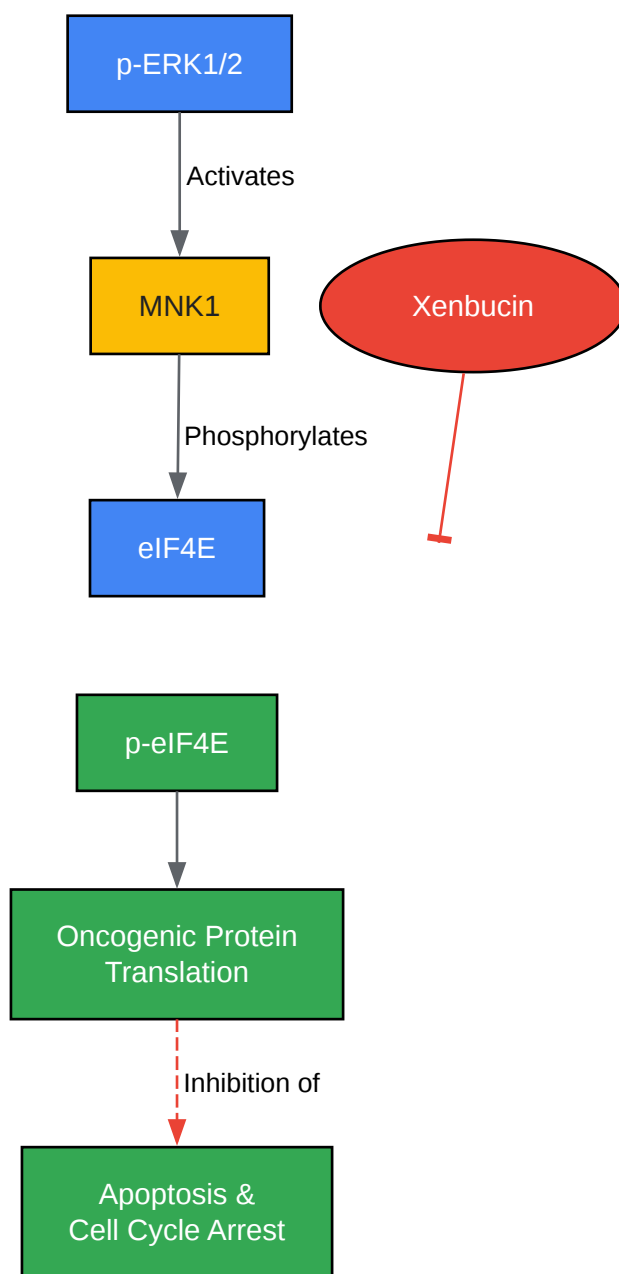 p-ERK1/2
Activates
MNK1
Xenbucin
Phosphorylates
eIF4E
p-eIF4E
Oncogenic Protein
Translation
Inhibition of
Apoptosis &
Cell Cycle Arrest